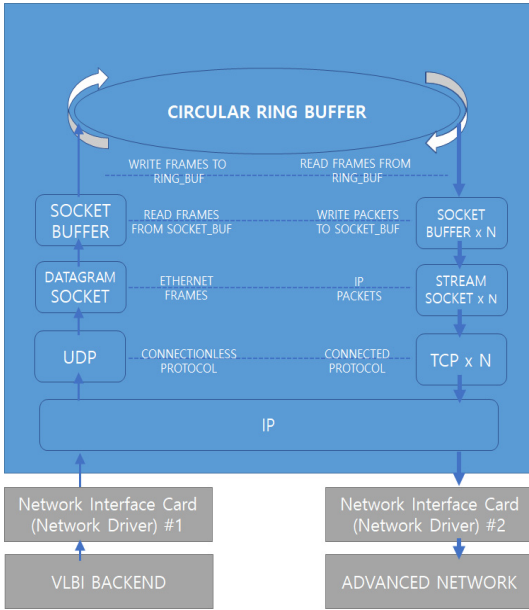 CIRCULAR RING BUFFER
WRITE FRAMES TO
RING_BUF
READ FRAMES FROM
RING_BUF
SOCKET
BUFFER
READ FRAMES
FROM SOCKET_BUF
WRITE PACKETS
TO SOCKET_BUF
SOCKET
BUFFER x N
DATAGRAM
SOCKET
ETHERNET
FRAMES
IP
PACKETS
STREAM
SOCKET x N
UDP
CONNECTIONLESS
PROTOCOL
CONNECTED
PROTOCOL
TCP x N
IP
Network Interface Card
(Network Driver) #1
Network Interface Card
(Network Driver) #2
VLBI BACKEND
ADVANCED NETWORK